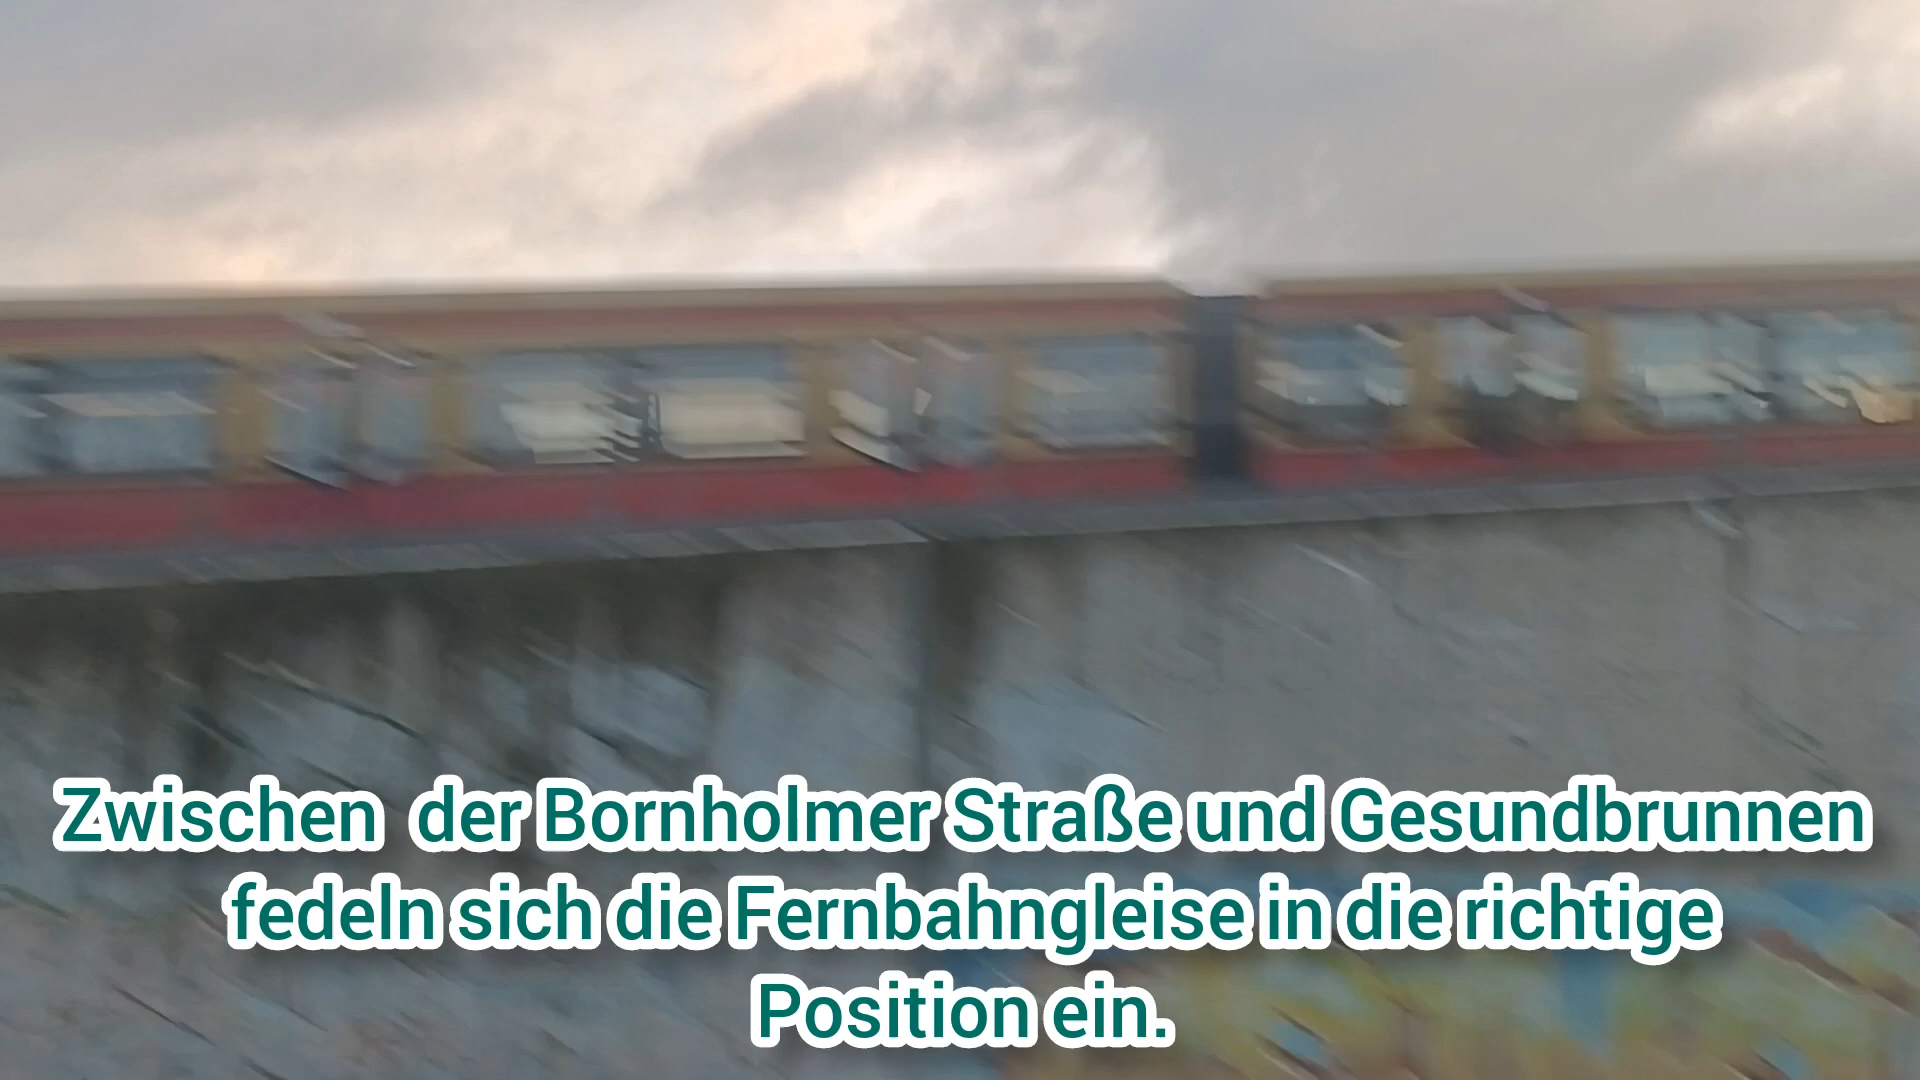 Zwischen  der Bornholmer Straße und Gesundbrunnen
fedeln sich die Fernbahngleise in die richtige
Position ein.